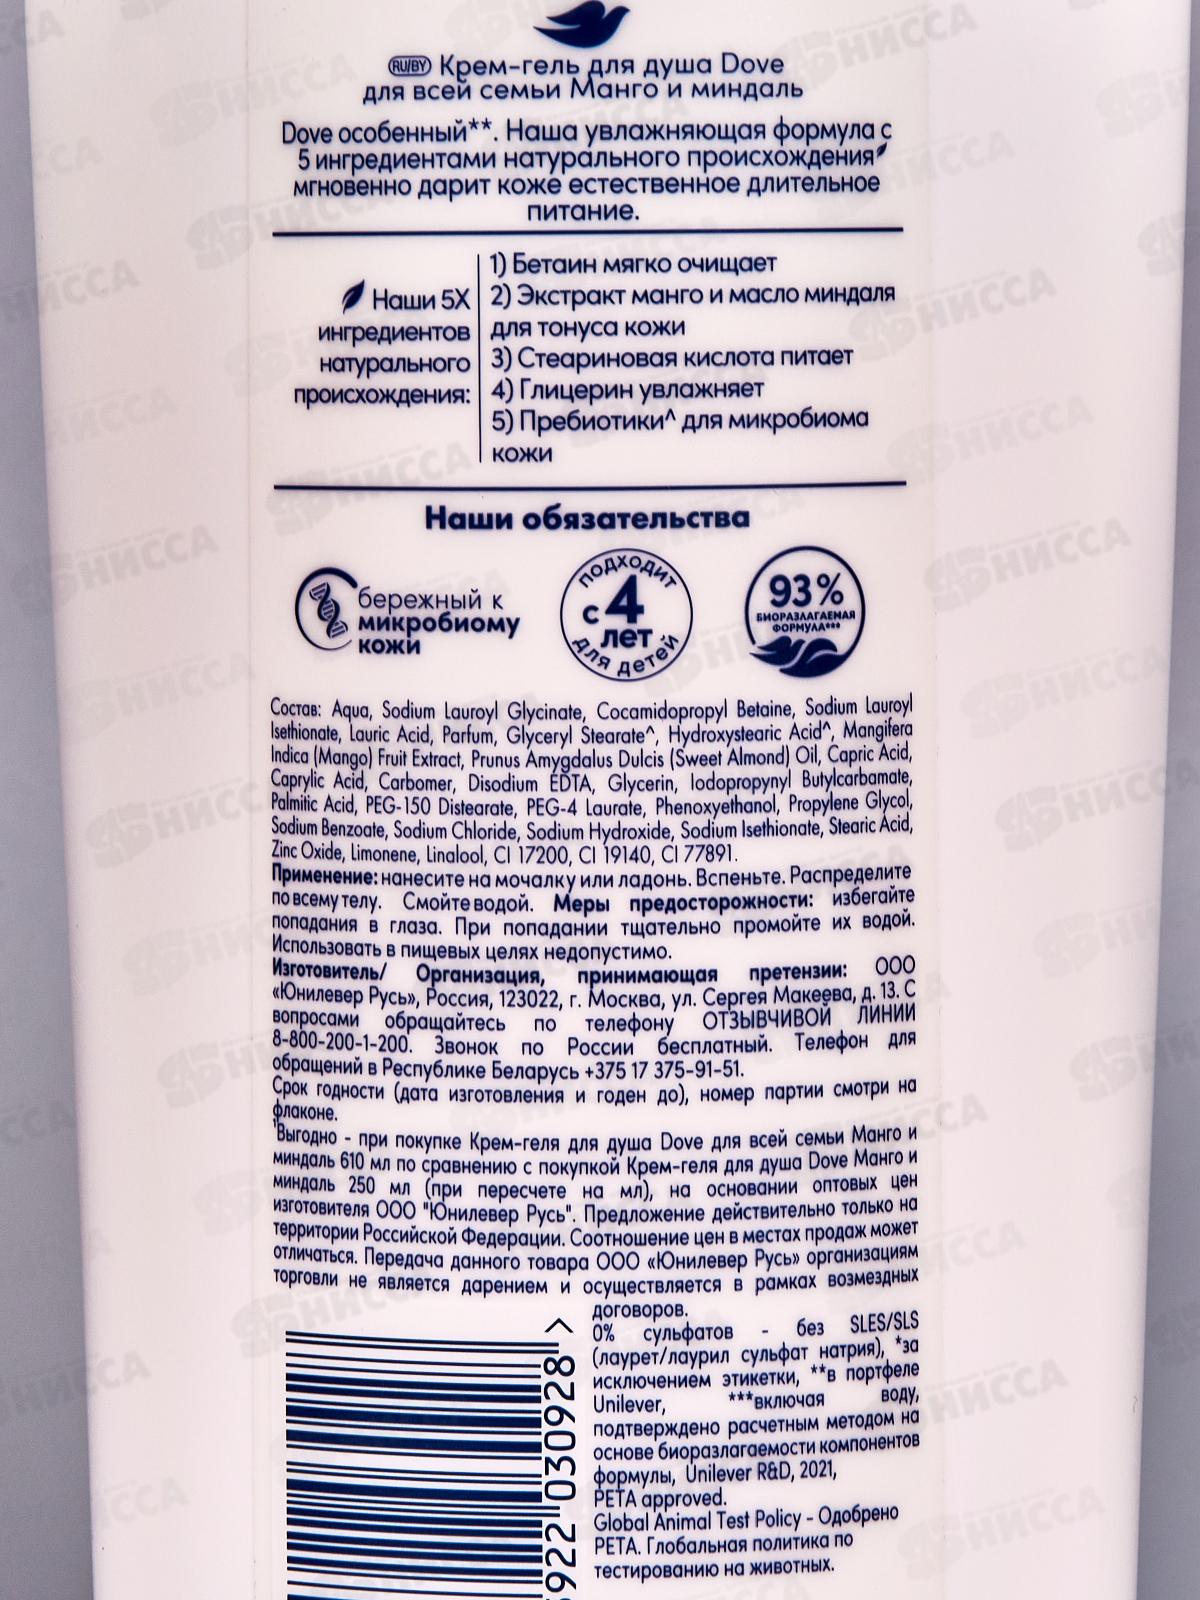 RU/BY Крем-гель для душа Dove
для всей семьи Манго и миндаль
Dove особенный**. Наша увлажняющая формула с
5 ингредиентами натурального происхождения
мгновенно дарит коже естественное длительное
питание.
Наши 5X
ингредиентов
натурального
происхождения:
1) Бетаин мягко очищает
2) Экстракт манго и масло миндаля
для тонуса кожи
3) Стеариновая кислота питает
4) Глицерин увлажняет
5) Пребиотики^ для микробиома
кожи
Наши обязательства
бережный к
микробиому
кожи
ПОДХОДИТ
с 4
лет
для детей
93%
БИОРАЗЛАГАЕМАЯ
ФОРМУЛА***
Состав: Aqua, Sodium Lauroyl Glycinate, Cocamidopropyl Betaine, Sodium Lauroyl
Isethionate, Lauric Acid, Parfum, Glyceryl Stearate^, Hydroxystearic Acid^, Mangifera
Indica (Mango) Fruit Extract, Prunus Amygdalus Dulcis (Sweet Almond) Oil, Capric Acid,
Caprylic Acid, Carbomer, Disodium EDTA, Glycerin, Iodopropynyl Butylcarbamate,
Palmitic Acid, PEG-150 Distearate, PEG-4 Laurate, Phenoxyethanol, Propylene Glycol,
Sodium Benzoate, Sodium Chloride, Sodium Hydroxide, Sodium Isethionate, Stearic Acid,
Zinc Oxide, Limonene, Linalool, CI 17200, CI 19140, CI 77891.
Применение: нанесите на мочалку или ладонь. Вспеньте. Распределите
по всему телу. Смойте водой. Меры предосторожности: избегайте
попадания в глаза. При попадании тщательно промойте их водой.
Использовать в пищевых целях недопустимо.
Изготовитель/ Организация, принимающая претензии: ООО
«Юнилевер Русь», Россия, 123022, г. Москва, ул. Сергея Макеева, д. 13. С
вопросами обращайтесь по телефону ОТЗЫВЧИВОЙ ЛИНИИ
8-800-200-1-200. Звонок по России бесплатный. Телефон для
обращений в Республике Беларусь +375 17 375-91-51.
Срок годности (дата изготовления и годен до), номер партии смотри на
флаконе.
'Выгодно - при покупке Крем-геля для душа Dove для всей семьи Манго и
миндаль 610 мл по сравнению с покупкой Крем-геля для душа Dove Манго и
миндаль 250 мл (при пересчете на мл), на основании оптовых цен
изготовителя ООО "Юнилевер Русь". Предложение действительно только на
территории Российской Федерации. Соотношение цен в местах продаж может
отличаться. Передача данного товара ООО «Юнилевер Русь» организациям
торговли не является дарением и осуществляется в рамках возмездных
договоров.
0% сульфатов - без SLES/SLS
(лаурет/лаурил сульфат натрия), *за
исключением этикетки, **в портфеле
Unilever, ***включая воду,
подтверждено расчетным методом на
основе биоразлагаемости компонентов
формулы, Unilever R&D, 2021,
PETA approved.
Global Animal Test Policy - Одобрено
PETA. Глобальная политика по
тестированию на животных.
922 030928 >
НИССА